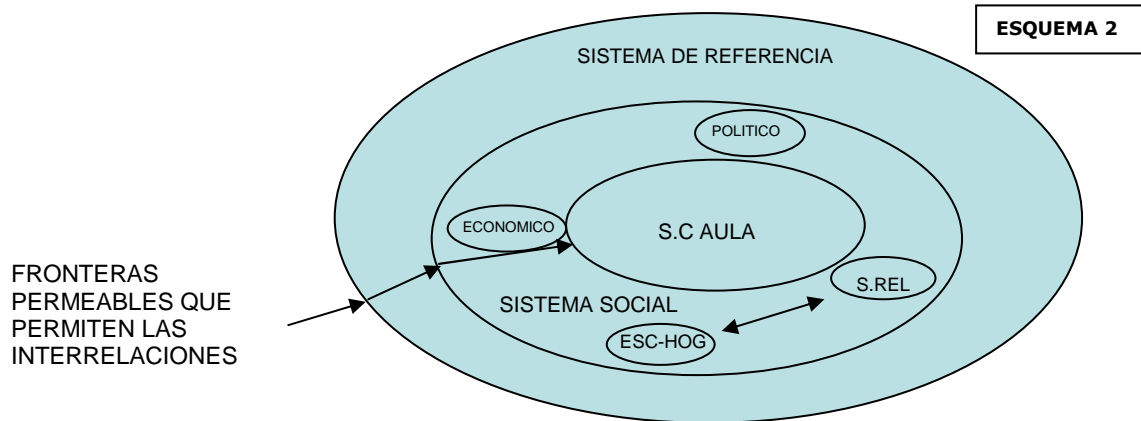 ESQUEMA 2
SISTEMA DE REFERENCIA
POLITICO
ECONOMICO
S.C AULA
FRONTERAS
PERMEABLES QUE
PERMITEN LAS
INTERRELACIONES
S.REL
SISTEMA SOCIAL
ESC-HOG